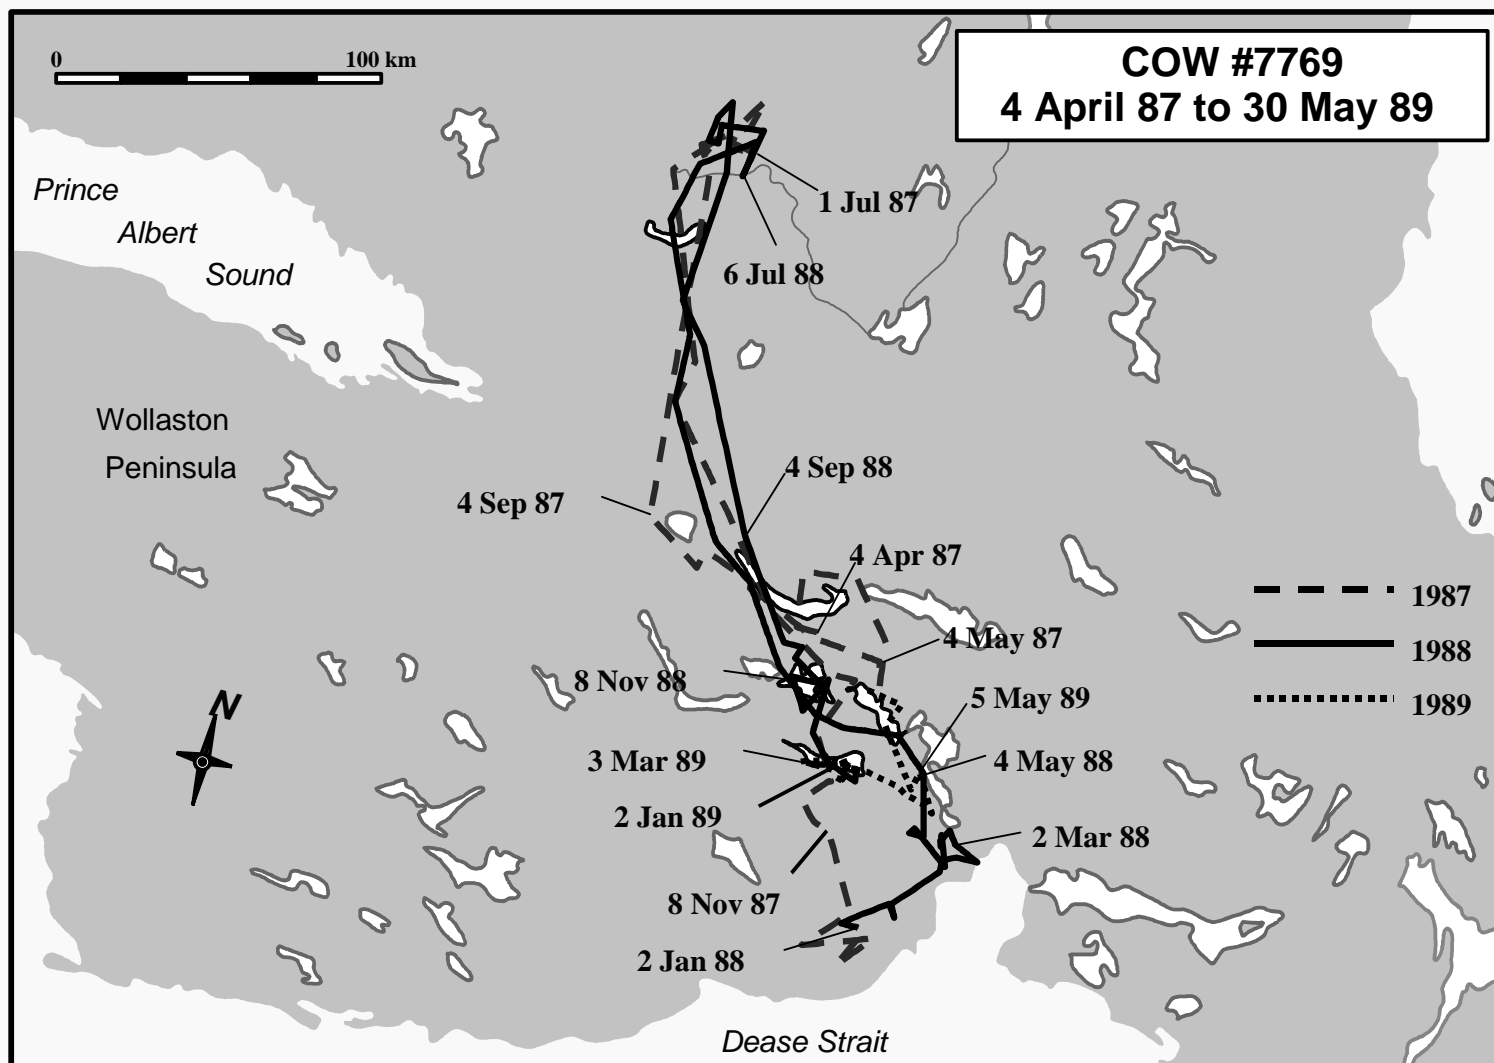 0 100 km
COW #7769
4 April 87 to 30 May 89
Prince
Albert
Sound
1 Jul 87
6 Jul 88
Wollaston
Peninsula
4 Sep 88
4 Sep 87
4 Apr 87
1987
4 May 87
1988
8 Nov 88
5 May 89
1989
N
3 Mar 89
4 May 88
2 Jan 89
2 Mar 88
8 Nov 87
2 Jan 88
Dease Strait